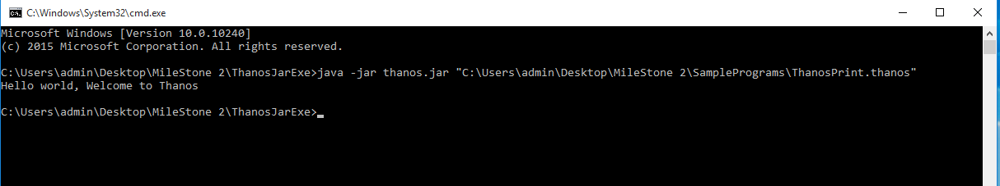 C:\Windows\System32\cmd.exe
Microsoft Windows [Version 10.0.10240]
(c) 2015 Microsoft Corporation. All rights reserved.
C:\Users\admin\Desktop\MileStone 2\ThanosJarExe>java -jar thanos.jar "C:\Users\admin\Desktop\MileStone 2\SamplePrograms\ThanosPrint.thanos"
Hello world, Welcome to Thanos
C:\Users\admin\Desktop\MileStone 2\ThanosJarExe>